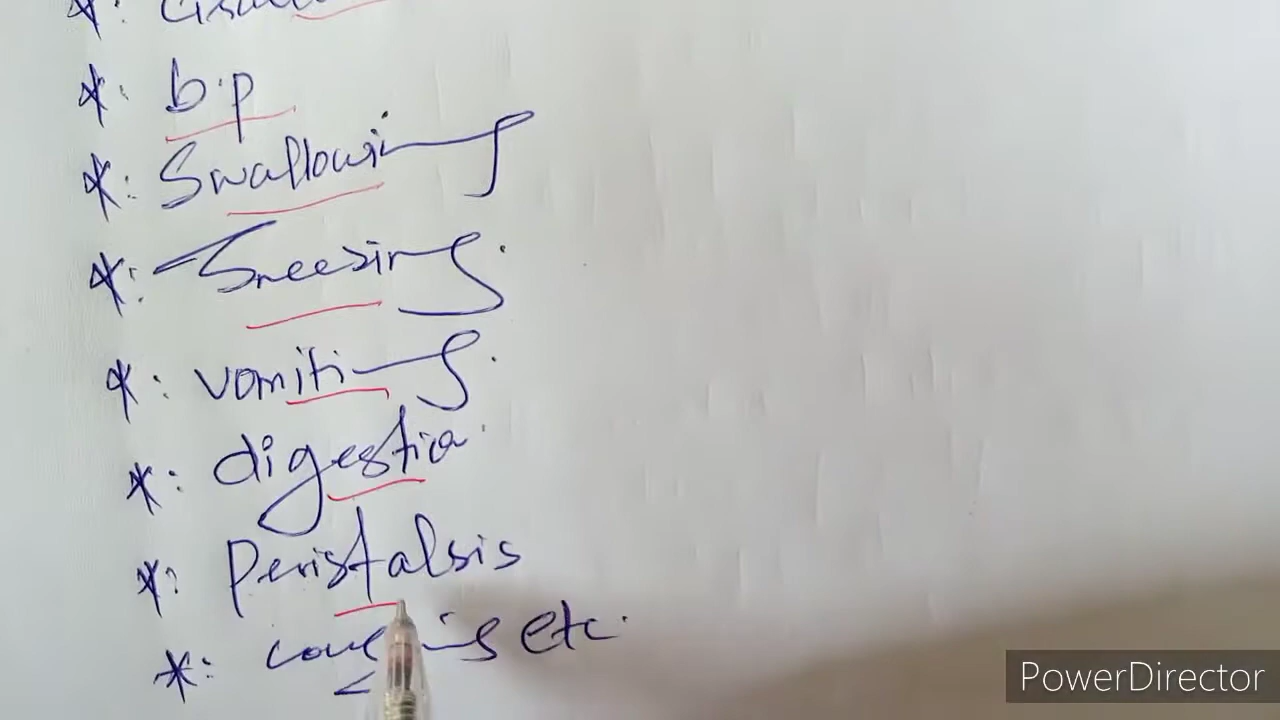 *: b.p
*: Swallowing
*: Sneezing.
*: vomiting.
*: digestion.
*: Peristalsis
*: etc.
PowerDirector